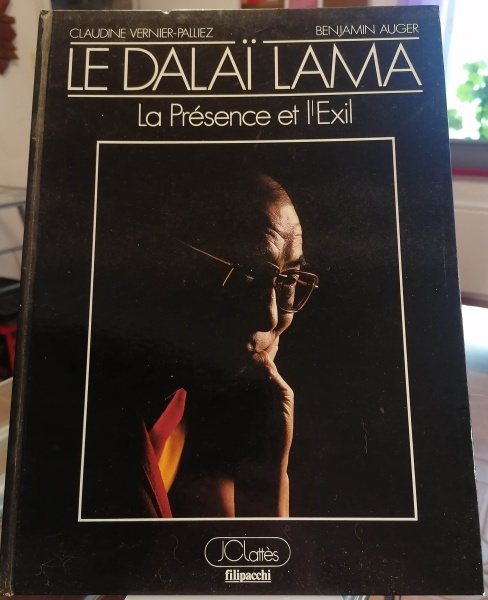 CLAUDINE VERNIER-PALLIEZ BENJAMIN AUGER
LE DALAÏ LAMA
La Présence et l'Exil
JCLattès
filipacchi